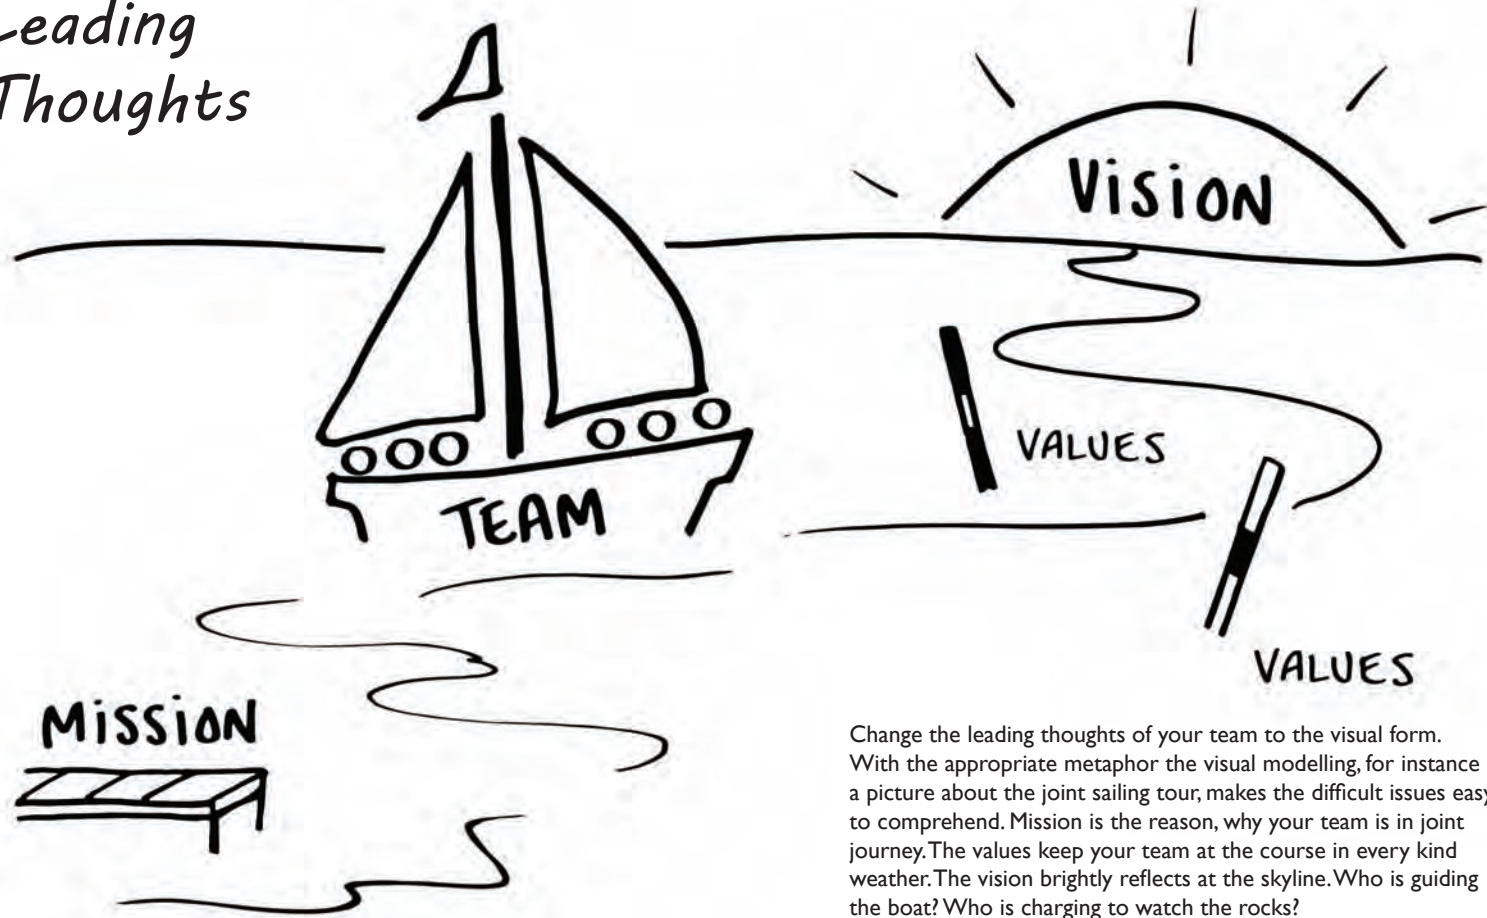 Leading
Thoughts
VISION
VALUES
TEAM
VALUES
MISSION
Change the leading thoughts of your team to the visual form.
With the appropriate metaphor the visual modelling, for instance
a picture about the joint sailing tour, makes the difficult issues easy
to comprehend. Mission is the reason, why your team is in joint
journey. The values keep your team at the course in every kind
weather. The vision brightly reflects at the skyline. Who is guiding
the boat? Who is charging to watch the rocks?